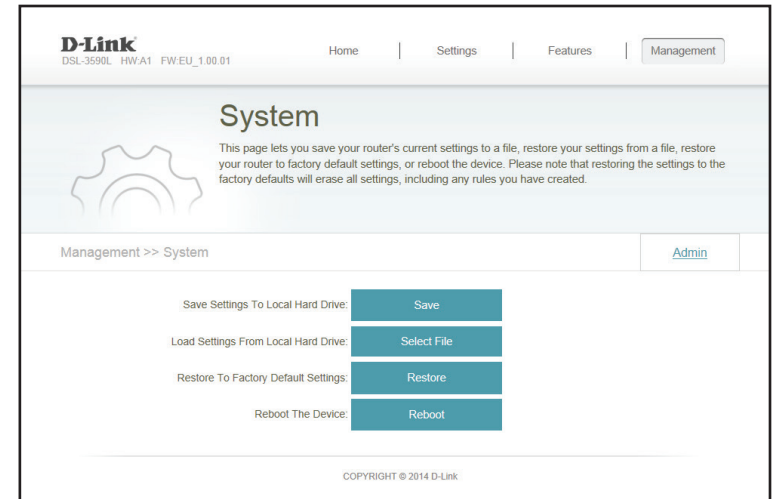 D-Link
DSL-3590L HW:A1 FW:EU_1.00.01
Home | Settings | Features | Management
System
This page lets you save your router's current settings to a file, restore your settings from a file, restore
your router to factory default settings, or reboot the device. Please note that restoring the settings to the
factory defaults will erase all settings, including any rules you have created.
Management >> System
Admin
Save Settings To Local Hard Drive: Save
Load Settings From Local Hard Drive: Select File
Restore To Factory Default Settings: Restore
Reboot The Device: Reboot
COPYRIGHT © 2014 D-Link